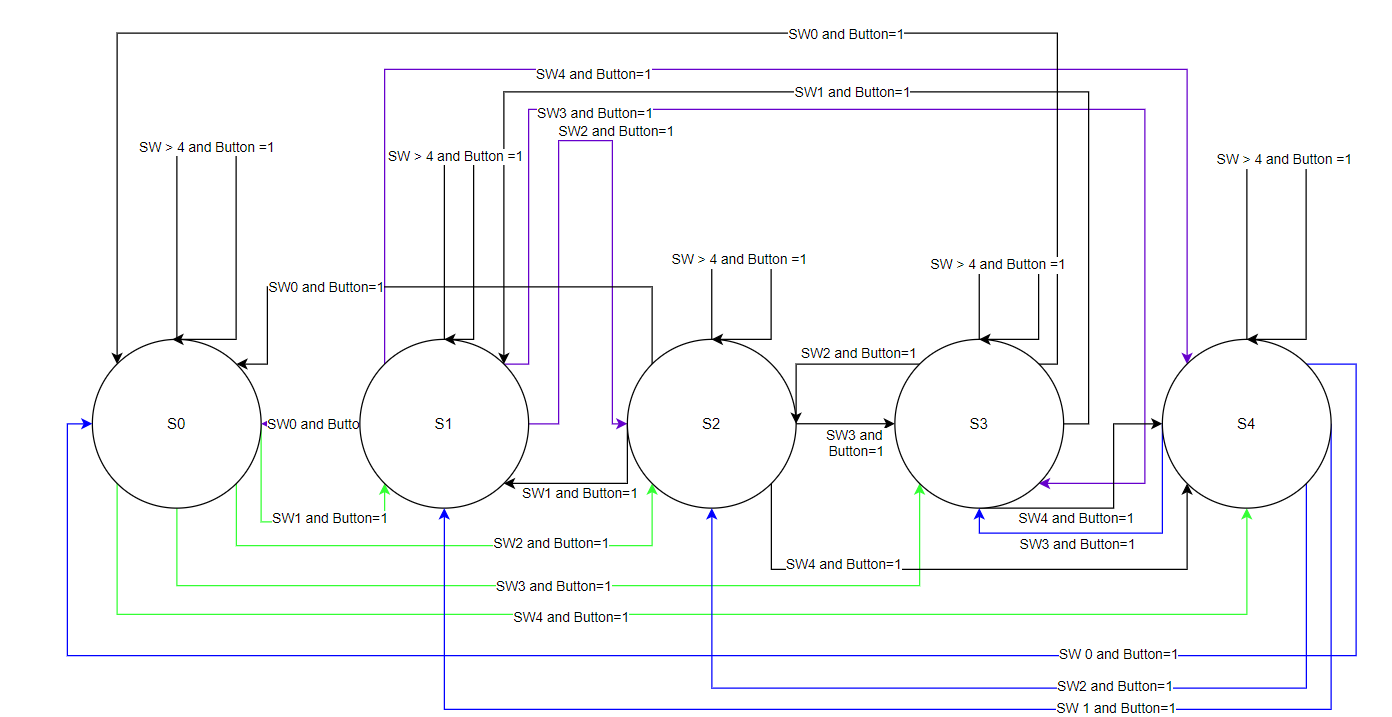 SW0 and Button=1
SW4 and Button=1
SW1 and Button=1
SW3 and Button=1
SW2 and Button=1
SW > 4 and Button =1
SW > 4 and Button =1
SW > 4 and Button =1
SW > 4 and Button =1
SW > 4 and Button =1
SW0 and Button=1
SW2 and Button=1
S0
SW0 and Butto
S1
S2
S3
S4
SW3 and
Button=1
SW1 and Button=1
SW1 and Button=1
SW4 and Button=1
SW2 and Button=1
SW3 and Button=1
SW4 and Button=1
SW3 and Button=1
SW4 and Button=1
SW 0 and Button=1
SW2 and Button=1
SW 1 and Button=1